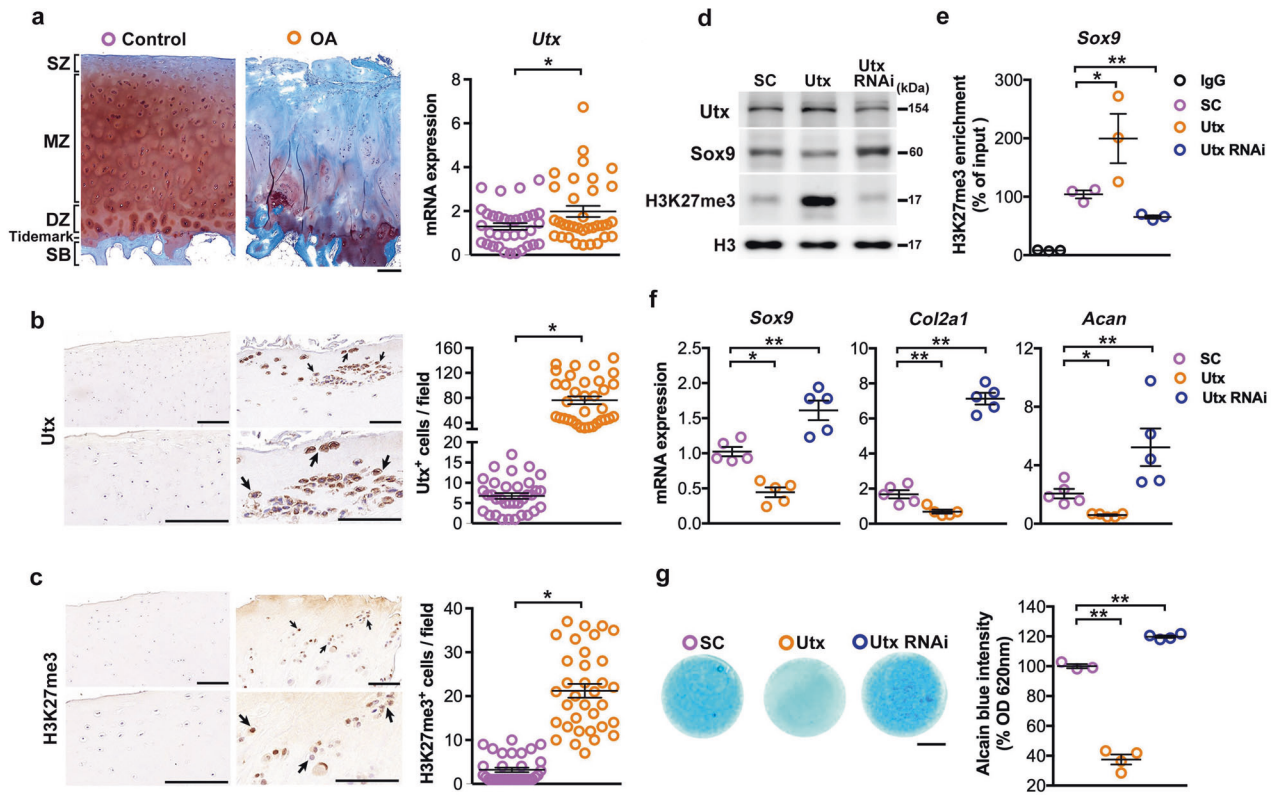 a
Control
OA
SZ
MZ
DZ
Tidemark
SB
Utx
*
mRNA expression
8
6
4
2
0
b
Utx
*
Utx+ cells / field
160
140
120
100
80
60
40
20
15
10
5
0
c
H3K27me3
*
H3K27me3+ cells / field
40
30
20
10
0
d
SC Utx Utx RNAi (kDa)
Utx 154
Sox9 60
H3K27me3 17
H3 17
e
Sox9
**
*
H3K27me3 enrichment
(% of input )
300
200
100
0
IgG
SC
Utx
Utx RNAi
f
mRNA expression
Sox9
**
*
2.5
2.0
1.5
1.0
0.5
0.0
Col2a1
**
**
10
8
6
4
2
0
Acan
**
*
12
8
4
0
SC
Utx
Utx RNAi
g
SC
Utx
Utx RNAi
**
**
Alcain blue intensity
(% OD 620nm)
140
120
100
80
60
40
20